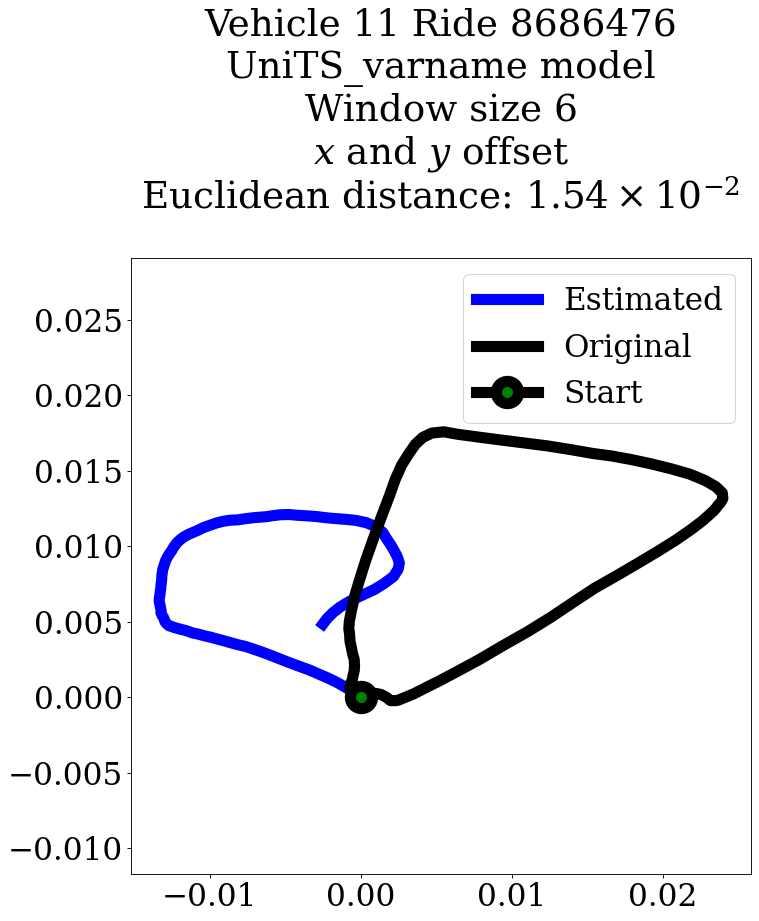 Vehicle 11 Ride 8686476
UniTS_varname model
Window size 6
x and y offset
Euclidean distance: 1.54 × 10⁻²
Estimated
Original
Start
0.025
0.020
0.015
0.010
0.005
0.000
−0.005
−0.010
−0.01 0.00 0.01 0.02